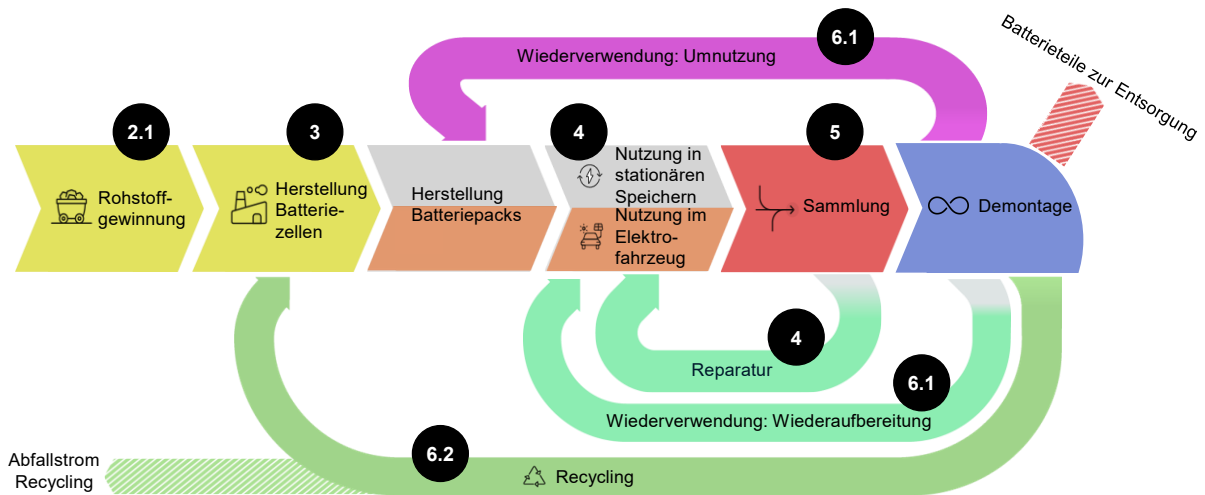 6.1
Wiederverwendung: Umnutzung
Batterieteile zur Entsorgung
2.1
3
4
5
Rohstoff-
gewinnung
Herstellung
Batterie-
zellen
Herstellung
Batteriepacks
Nutzung in
stationären
Speichern
Nutzung im
Elektro-
fahrzeug
Sammlung
Demontage
4
Reparatur
6.1
Wiederverwendung: Wiederaufbereitung
6.2
Recycling
Abfallstrom
Recycling